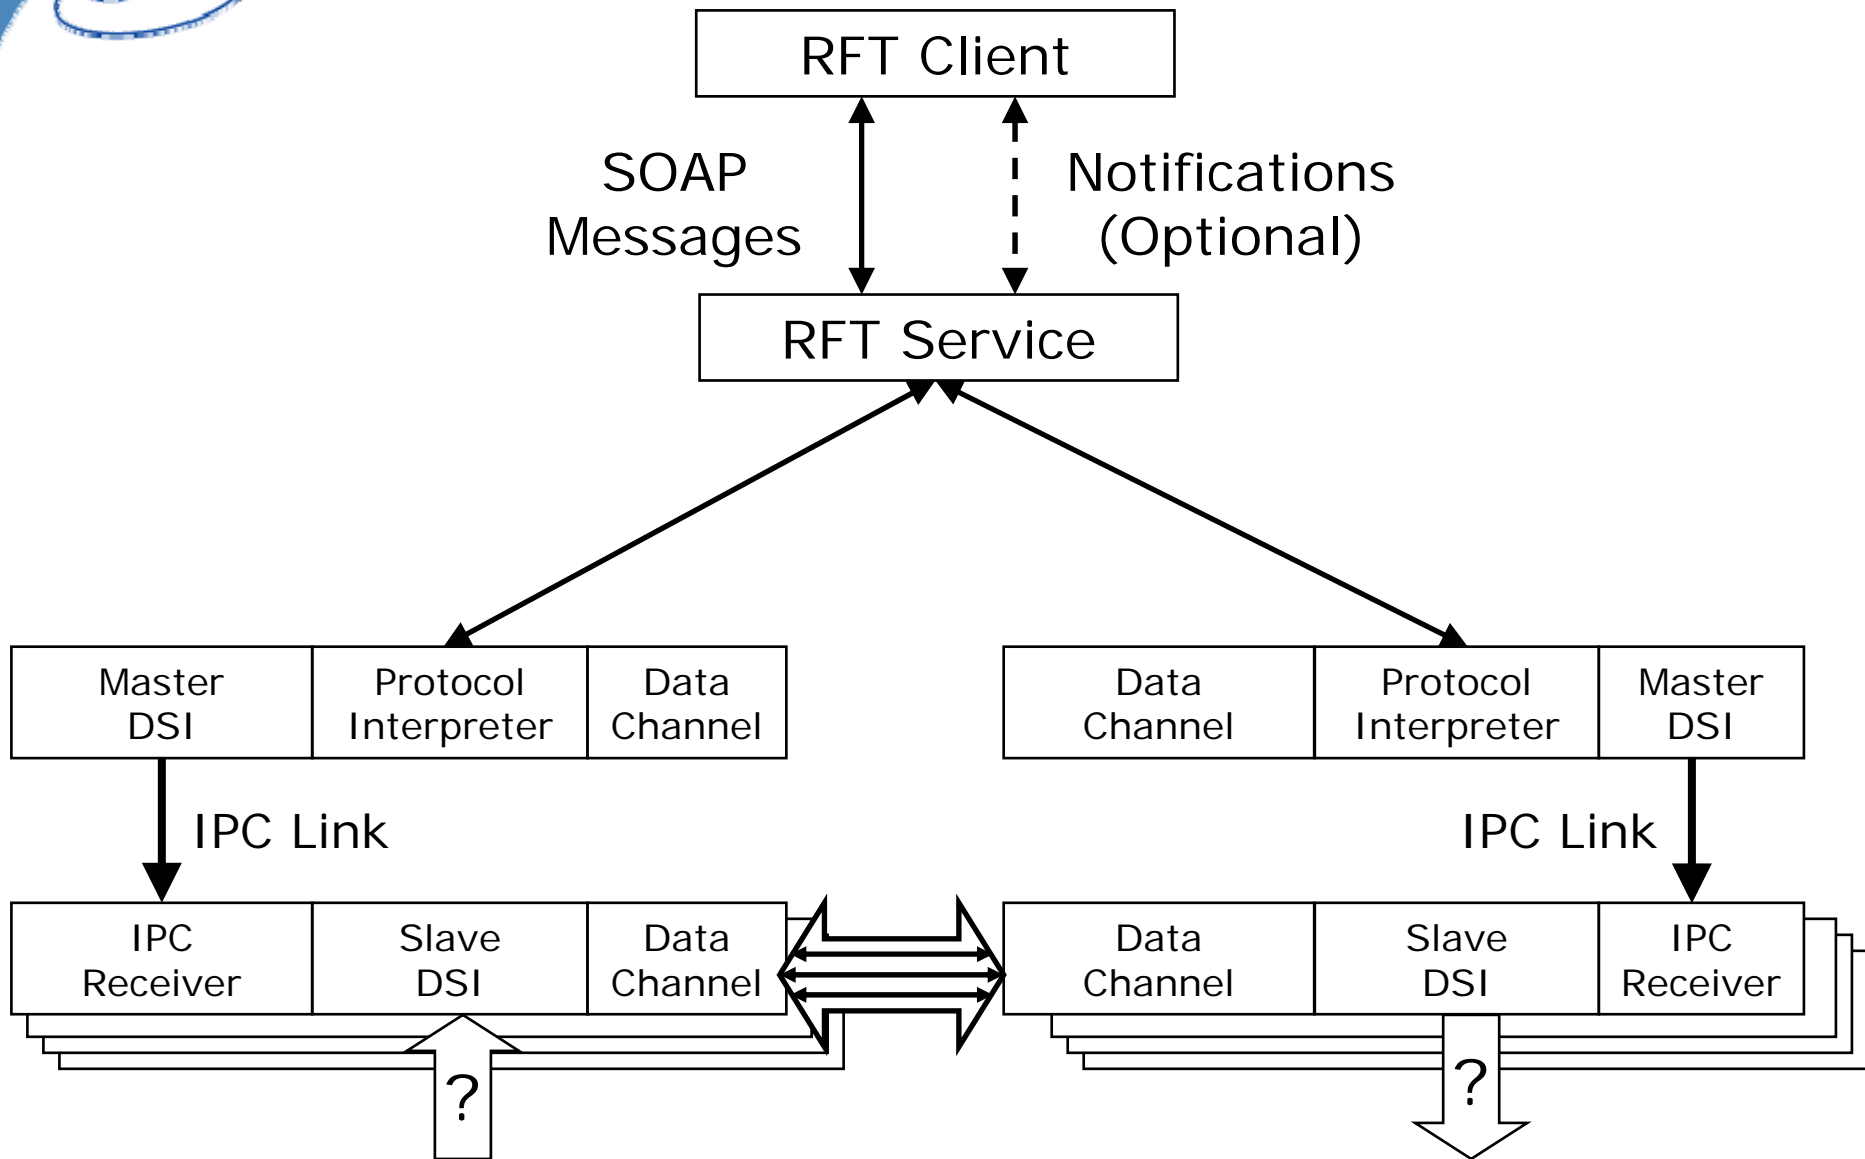 RFT Client
SOAP
Messages
Notifications
(Optional)
RFT Service
Master
DSI
Protocol
Interpreter
Data
Channel
Data
Channel
Protocol
Interpreter
Master
DSI
IPC Link
IPC Link
IPC
Receiver
Slave
DSI
Data
Channel
Data
Channel
Slave
DSI
IPC
Receiver
?
?